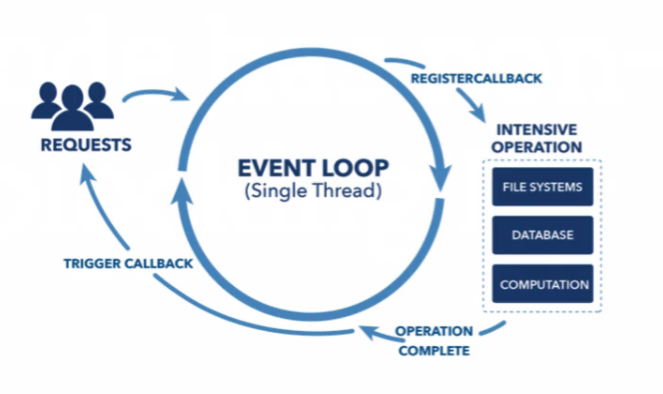 REQUESTS
REGISTERCALLBACK
INTENSIVE
OPERATION
EVENT LOOP
(Single Thread)
FILE SYSTEMS
DATABASE
COMPUTATION
TRIGGER CALLBACK
OPERATION
COMPLETE